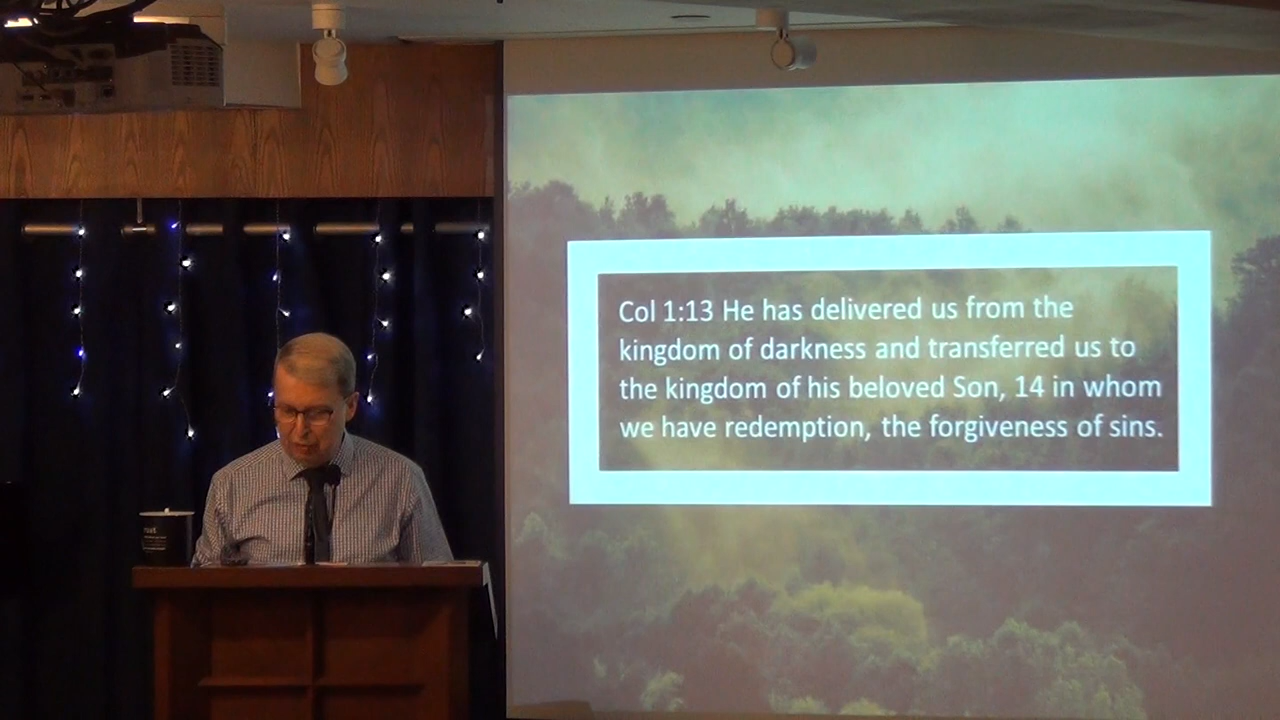 Col 1:13 He has delivered us from the
kingdom of darkness and transferred us to
the kingdom of his beloved Son, 14 in whom
we have redemption, the forgiveness of sins.